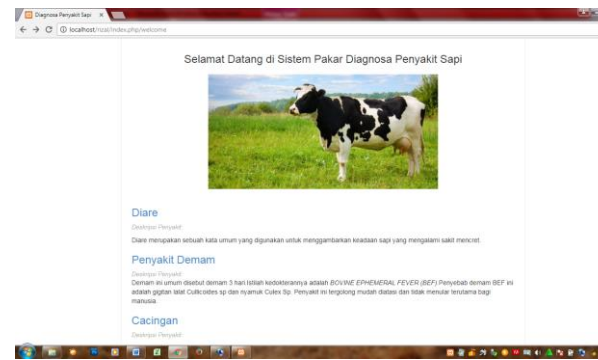 Diagnosa Penyakit Sapi
localhost/rizal/index.php/welcome
Selamat Datang di Sistem Pakar Diagnosa Penyakit Sapi
Diare
Deskripsi Penyakit
Diare merupakan sebuah kata umum yang digunakan untuk menggambarkan keadaan sapi yang mengalami sakit mencret.
Penyakit Demam
Deskripsi Penyakit
Demam ini umum disebut demam 3 hari.Istilah kedokterannya adalah BOVINE EPHEMERAL FEVER (BEF) Penyebab demam BEF ini
adalah gigitan lalat Cullicoides sp dan nyamuk Culex Sp. Penyakit ini tergolong mudah diatasi dan tidak menular terutama bagi
manusia.
Cacingan
Deskripsi Penyakit